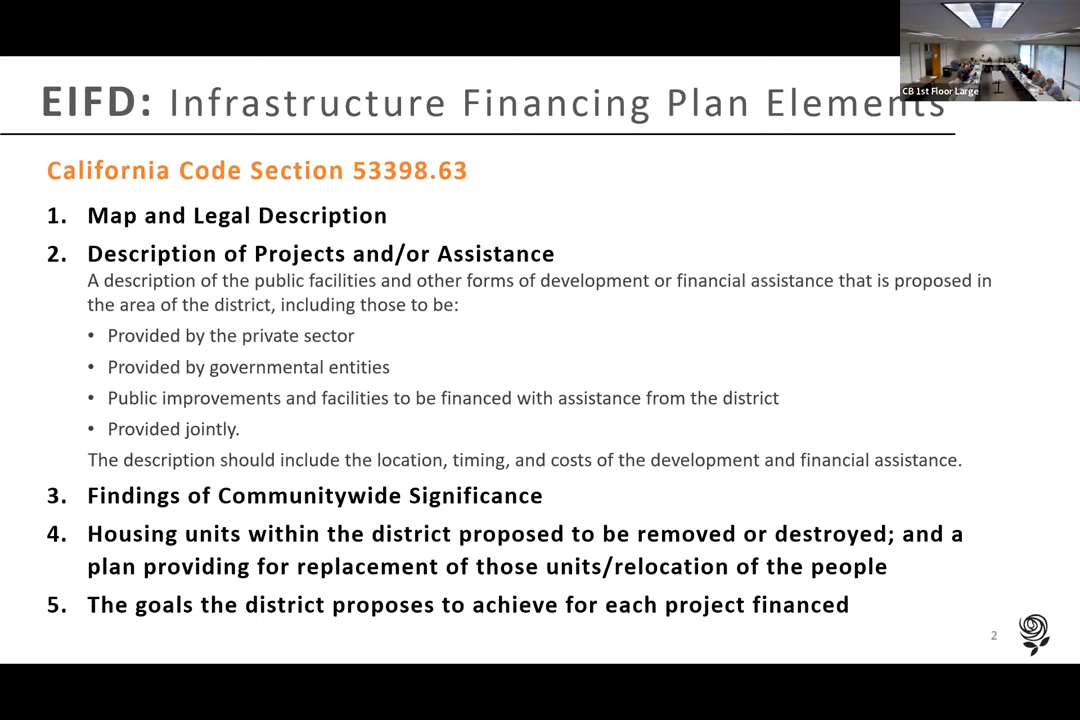 CB 1st Floor Large
EIFD: Infrastructure Financing Plan Elements
California Code Section 53398.63
1. Map and Legal Description
2. Description of Projects and/or Assistance
A description of the public facilities and other forms of development or financial assistance that is proposed in
the area of the district, including those to be:
• Provided by the private sector
• Provided by governmental entities
• Public improvements and facilities to be financed with assistance from the district
• Provided jointly.
The description should include the location, timing, and costs of the development and financial assistance.
3. Findings of Communitywide Significance
4. Housing units within the district proposed to be removed or destroyed; and a
plan providing for replacement of those units/relocation of the people
5. The goals the district proposes to achieve for each project financed
2